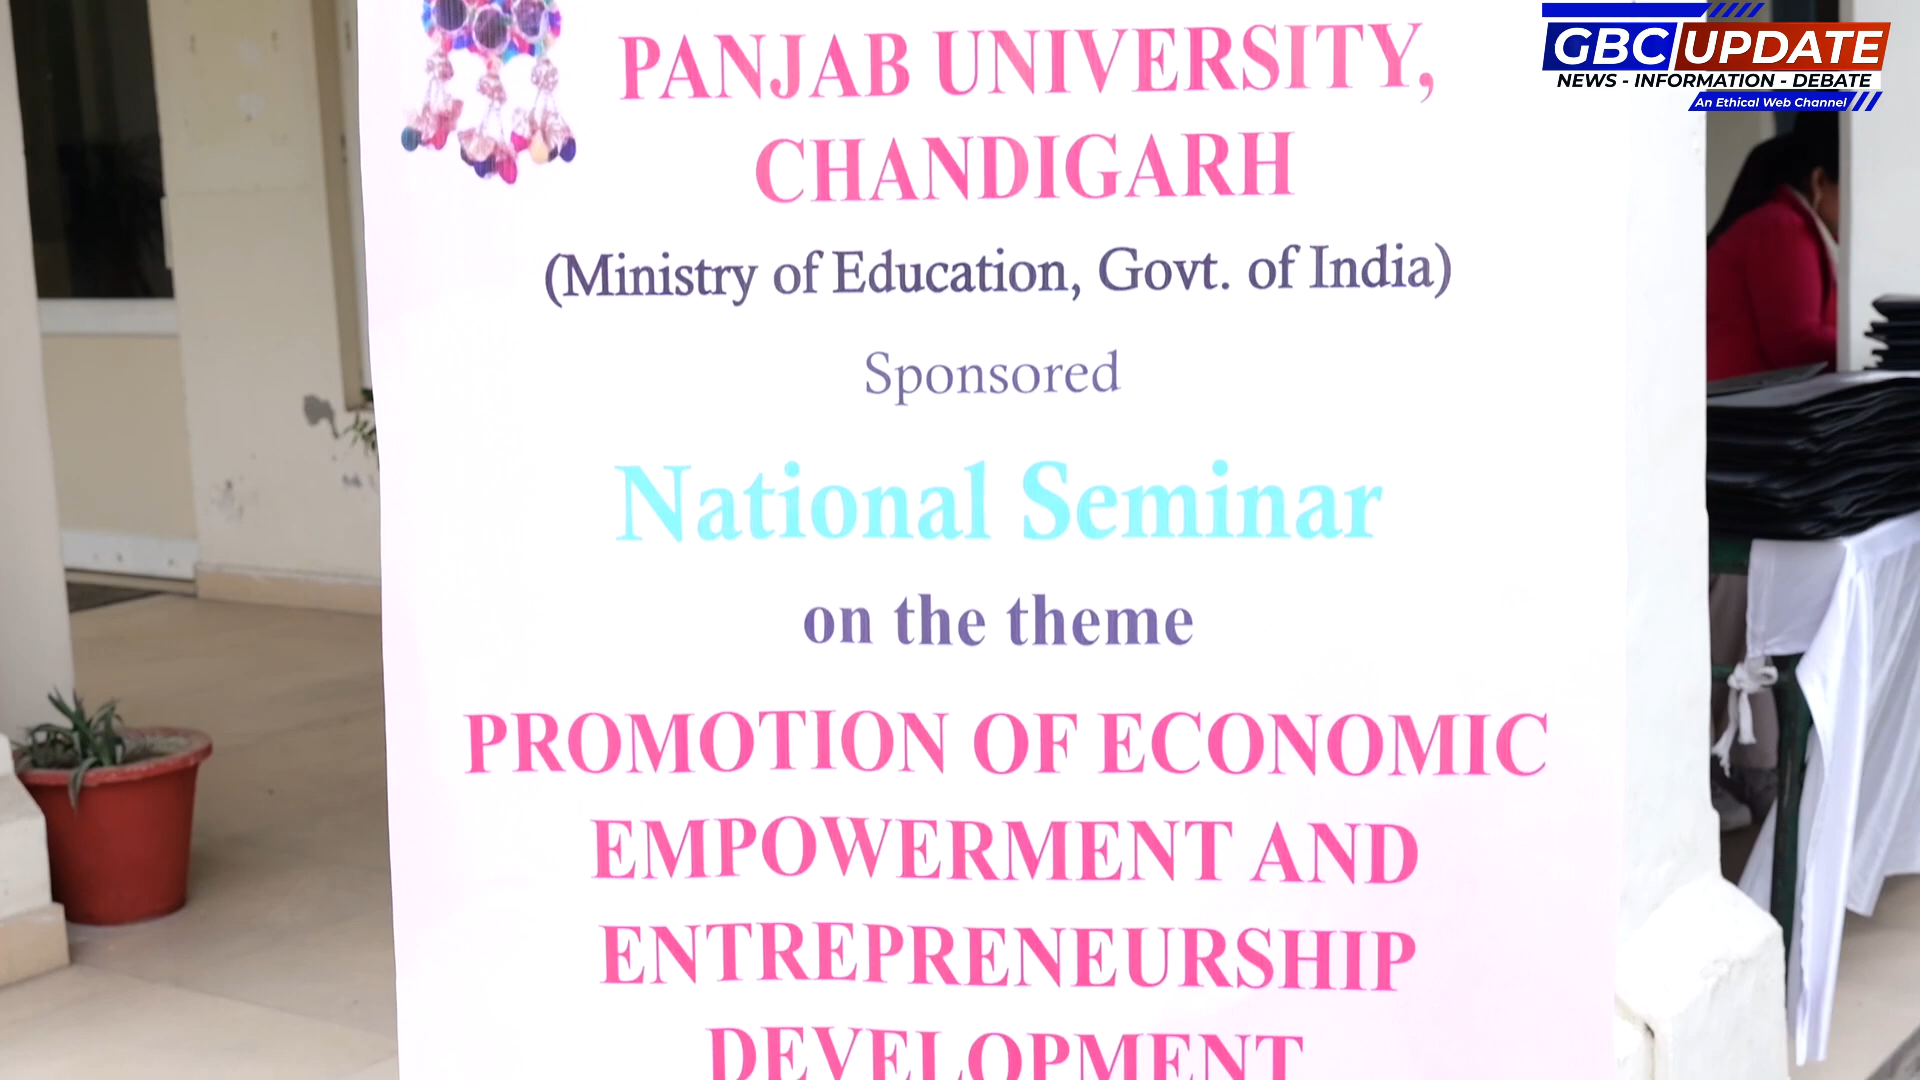 PANJAB UNIVERSITY,
CHANDIGARH
(Ministry of Education, Govt. of India)
Sponsored
National Seminar
on the theme
PROMOTION OF ECONOMIC
EMPOWERMENT AND
ENTREPRENEURSHIP
DEVELOPMENT
GBC UPDATE
NEWS - INFORMATION - DEBATE
An Ethical Web Channel